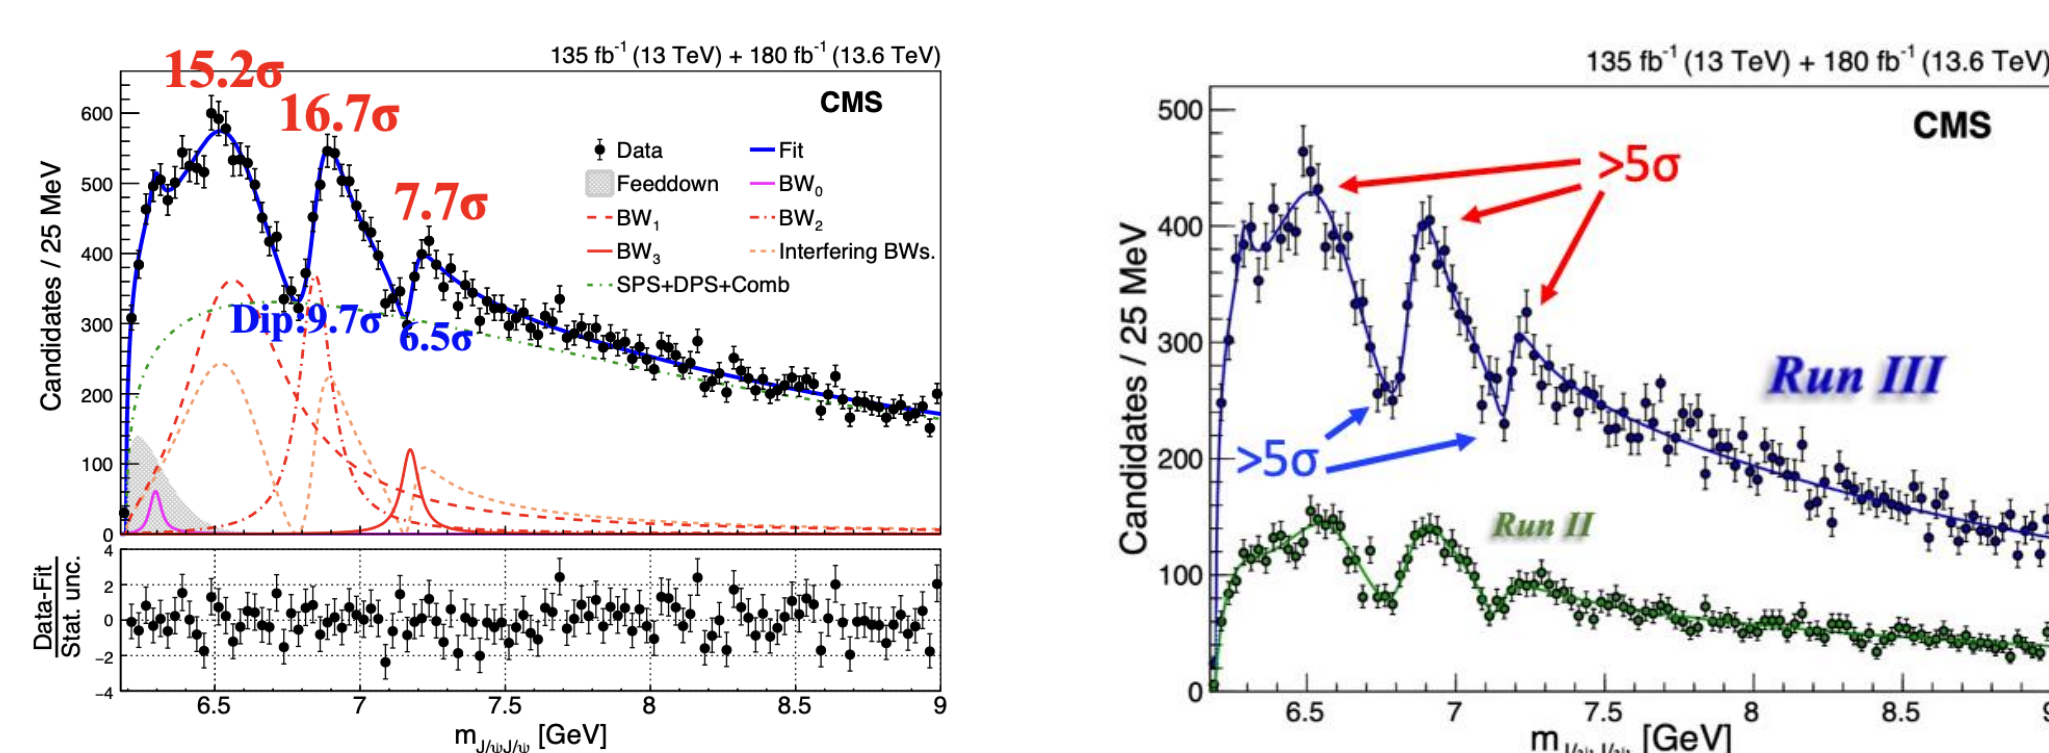 135 fb-1 (13 TeV) + 180 fb-1 (13.6 TeV)
CMS
15.2σ
16.7σ
7.7σ
Dip:9.7σ
6.5σ
Data
Fit
Feeddown
BW0
BW1
BW2
BW3
Interfering BWs.
SPS+DPS+Comb
Candidates / 25 MeV
600
500
400
300
200
100
0
Data-Fit
Stat. unc.
4
2
0
−2
−4
6.5 7 7.5 8 8.5 9
mJ/ψJ/ψ [GeV]
135 fb-1 (13 TeV) + 180 fb-1 (13.6 TeV)
CMS
>5σ
Run III
>5σ
Run II
Candidates / 25 MeV
500
400
300
200
100
0
6.5 7 7.5 8 8.5
m [GeV]